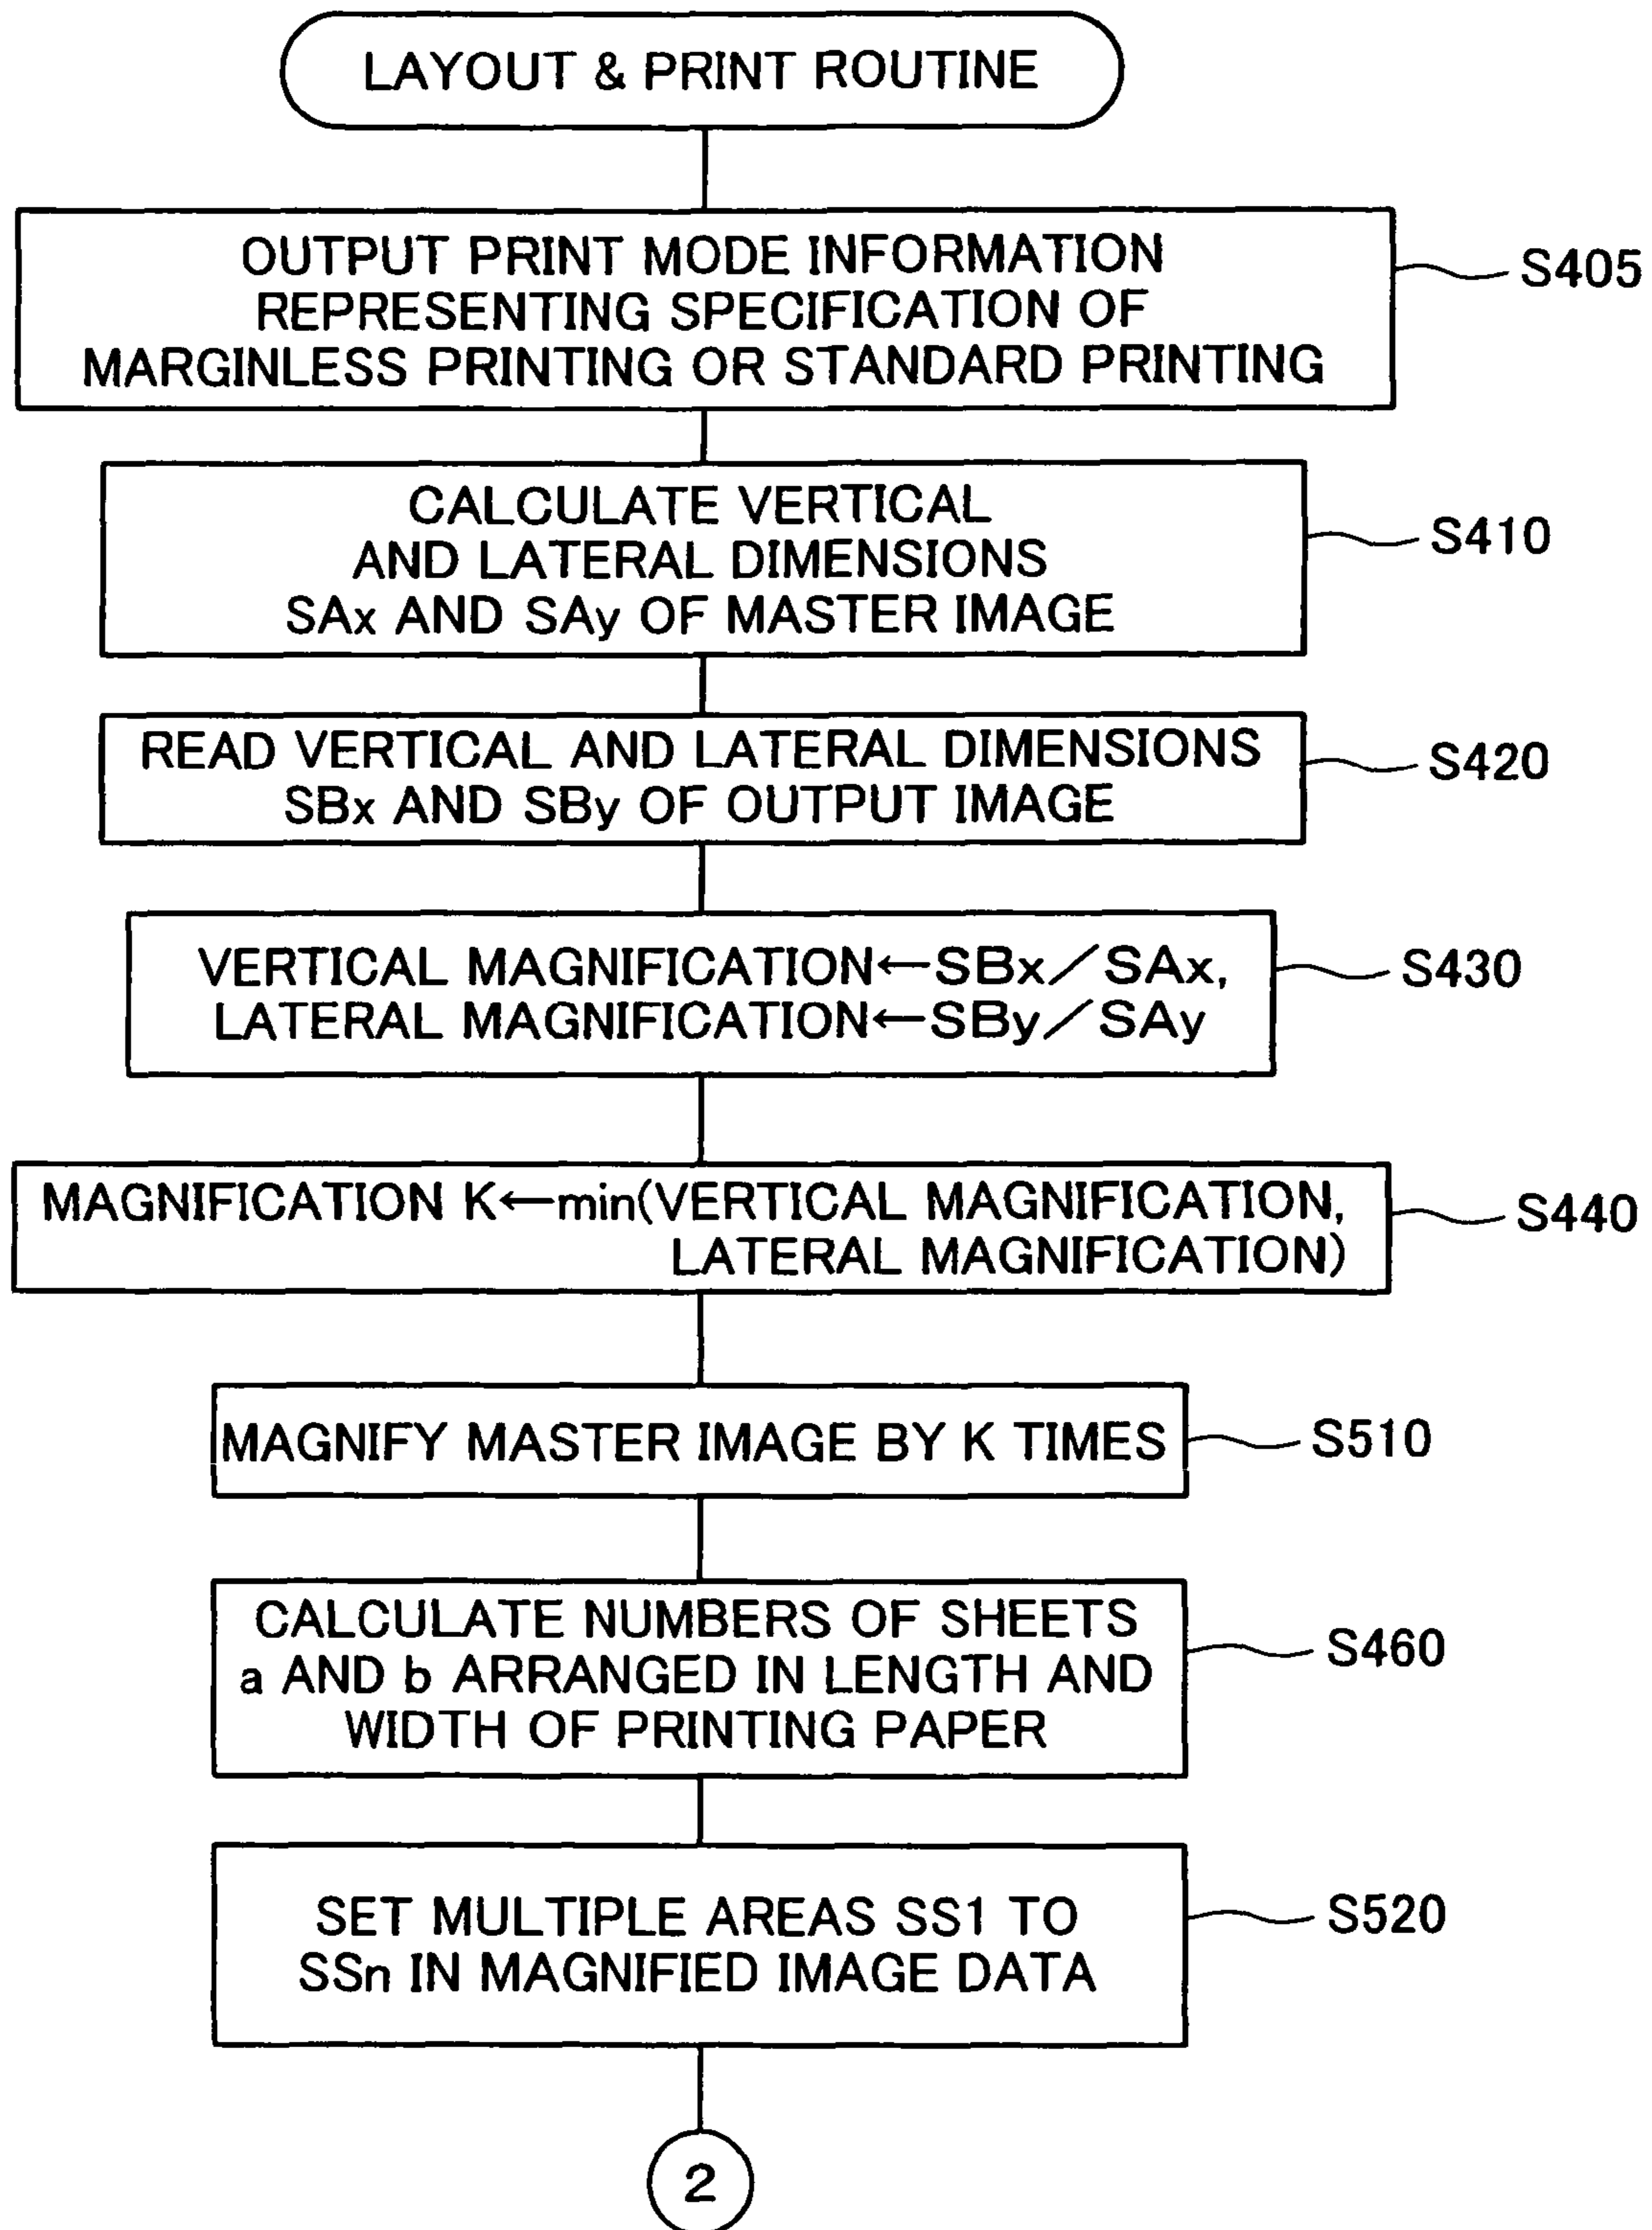 LAYOUT & PRINT ROUTINE
OUTPUT PRINT MODE INFORMATION
REPRESENTING SPECIFICATION OF
MARGINLESS PRINTING OR STANDARD PRINTING
S405
CALCULATE VERTICAL
AND LATERAL DIMENSIONS
SAx AND SAy OF MASTER IMAGE
S410
READ VERTICAL AND LATERAL DIMENSIONS
SBx AND SBy OF OUTPUT IMAGE
S420
VERTICAL MAGNIFICATION←SBx/SAx,
LATERAL MAGNIFICATION←SBy/SAy
S430
MAGNIFICATION K←min(VERTICAL MAGNIFICATION,
LATERAL MAGNIFICATION)
S440
MAGNIFY MASTER IMAGE BY K TIMES
S510
CALCULATE NUMBERS OF SHEETS
a AND b ARRANGED IN LENGTH AND
WIDTH OF PRINTING PAPER
S460
SET MULTIPLE AREAS SS1 TO
SSn IN MAGNIFIED IMAGE DATA
S520
2